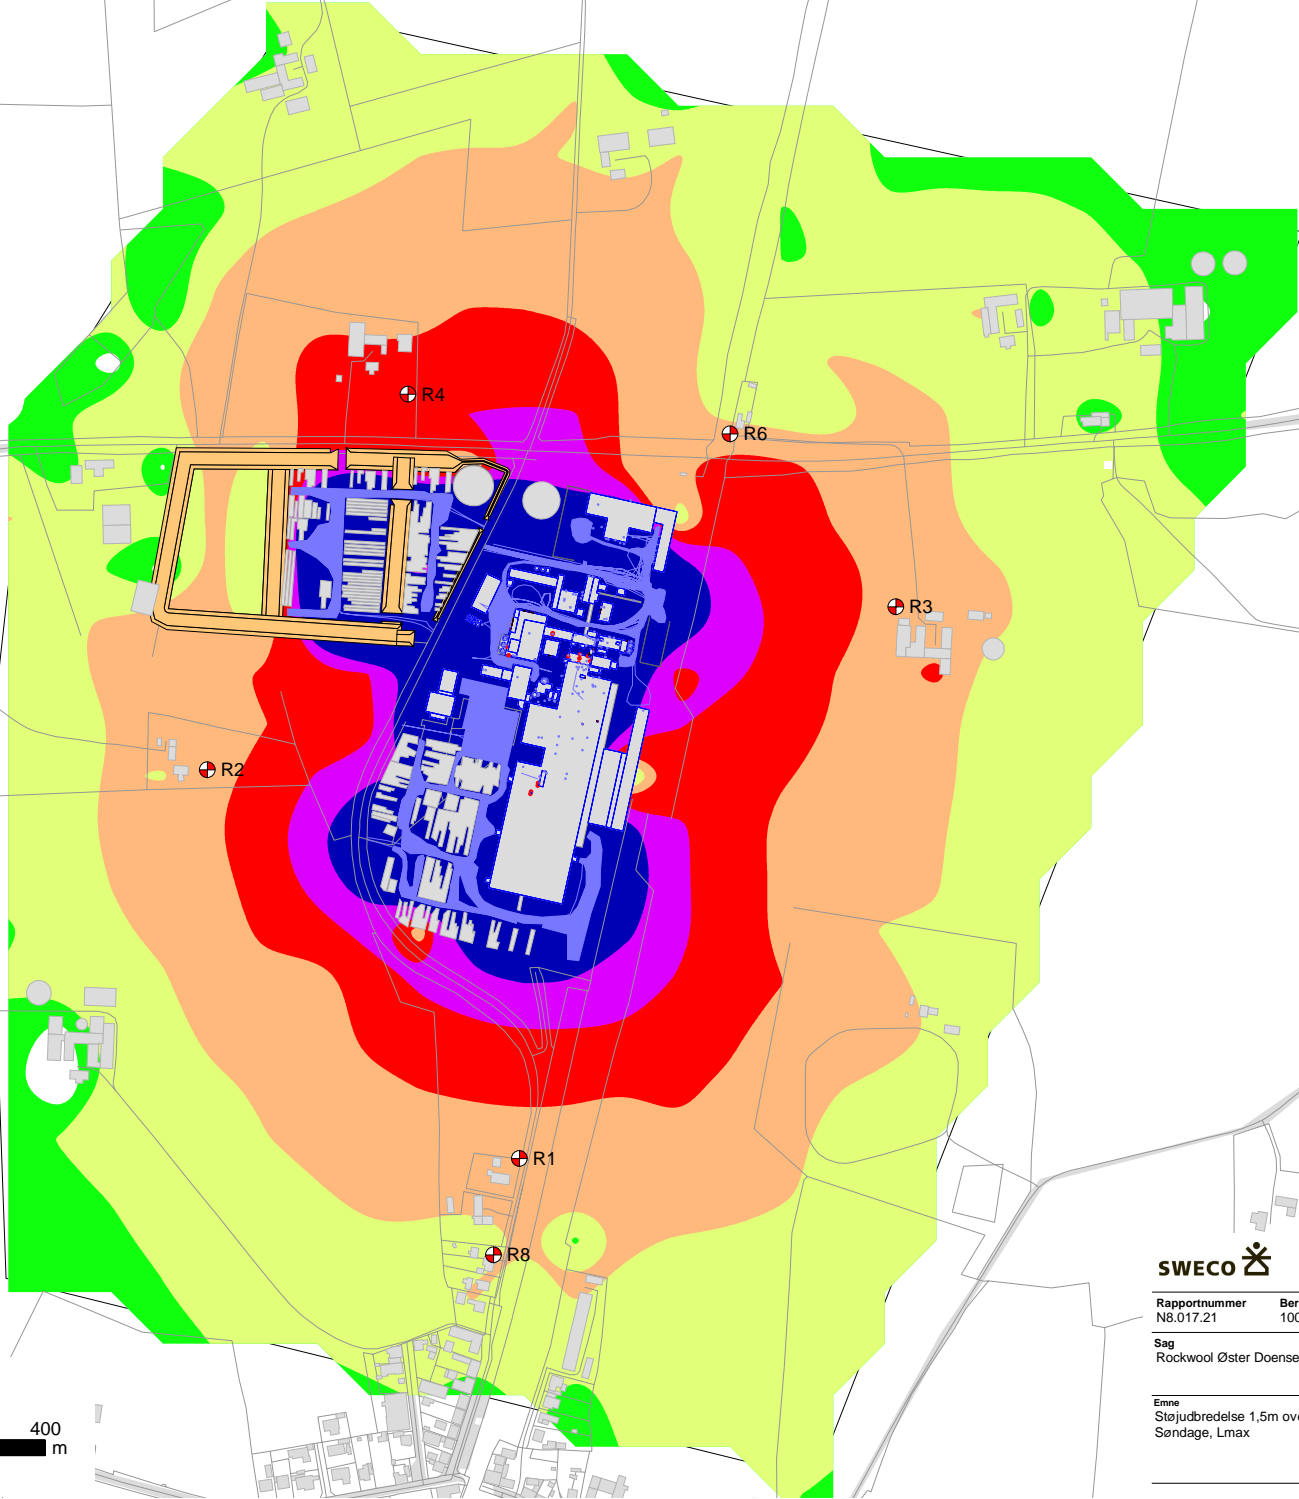 R4
R6
R3
R2
R1
R8
SWECO
Rapportnummer
N8.017.21
Sag
Rockwool Øster Doense
Emne
Støjudbredelse 1,5m
Søndage, Lmax
400
m